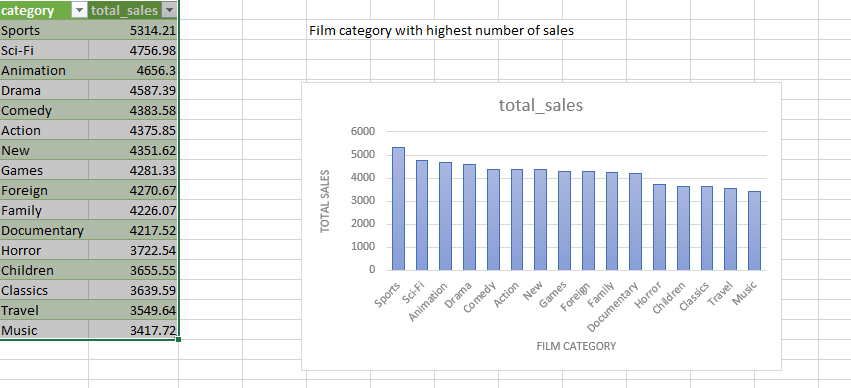 category total_sales
Sports 5314.21
Film category with highest number of sales
Sci-Fi 4756.98
Animation 4656.3
Drama 4587.39
Comedy 4383.58
Action 4375.85
New 4351.62
Games 4281.33
Foreign 4270.67
Family 4226.07
Documentary 4217.52
Horror 3722.54
Children 3655.55
Classics 3639.59
Travel 3549.64
Music 3417.72
total_sales
TOTAL SALES
6000
5000
4000
3000
2000
1000
0
Sports Sci-Fi Animation Drama Comedy Action New Games Foreign Family Documentary Horror Children Classics Travel Music
FILM CATEGORY